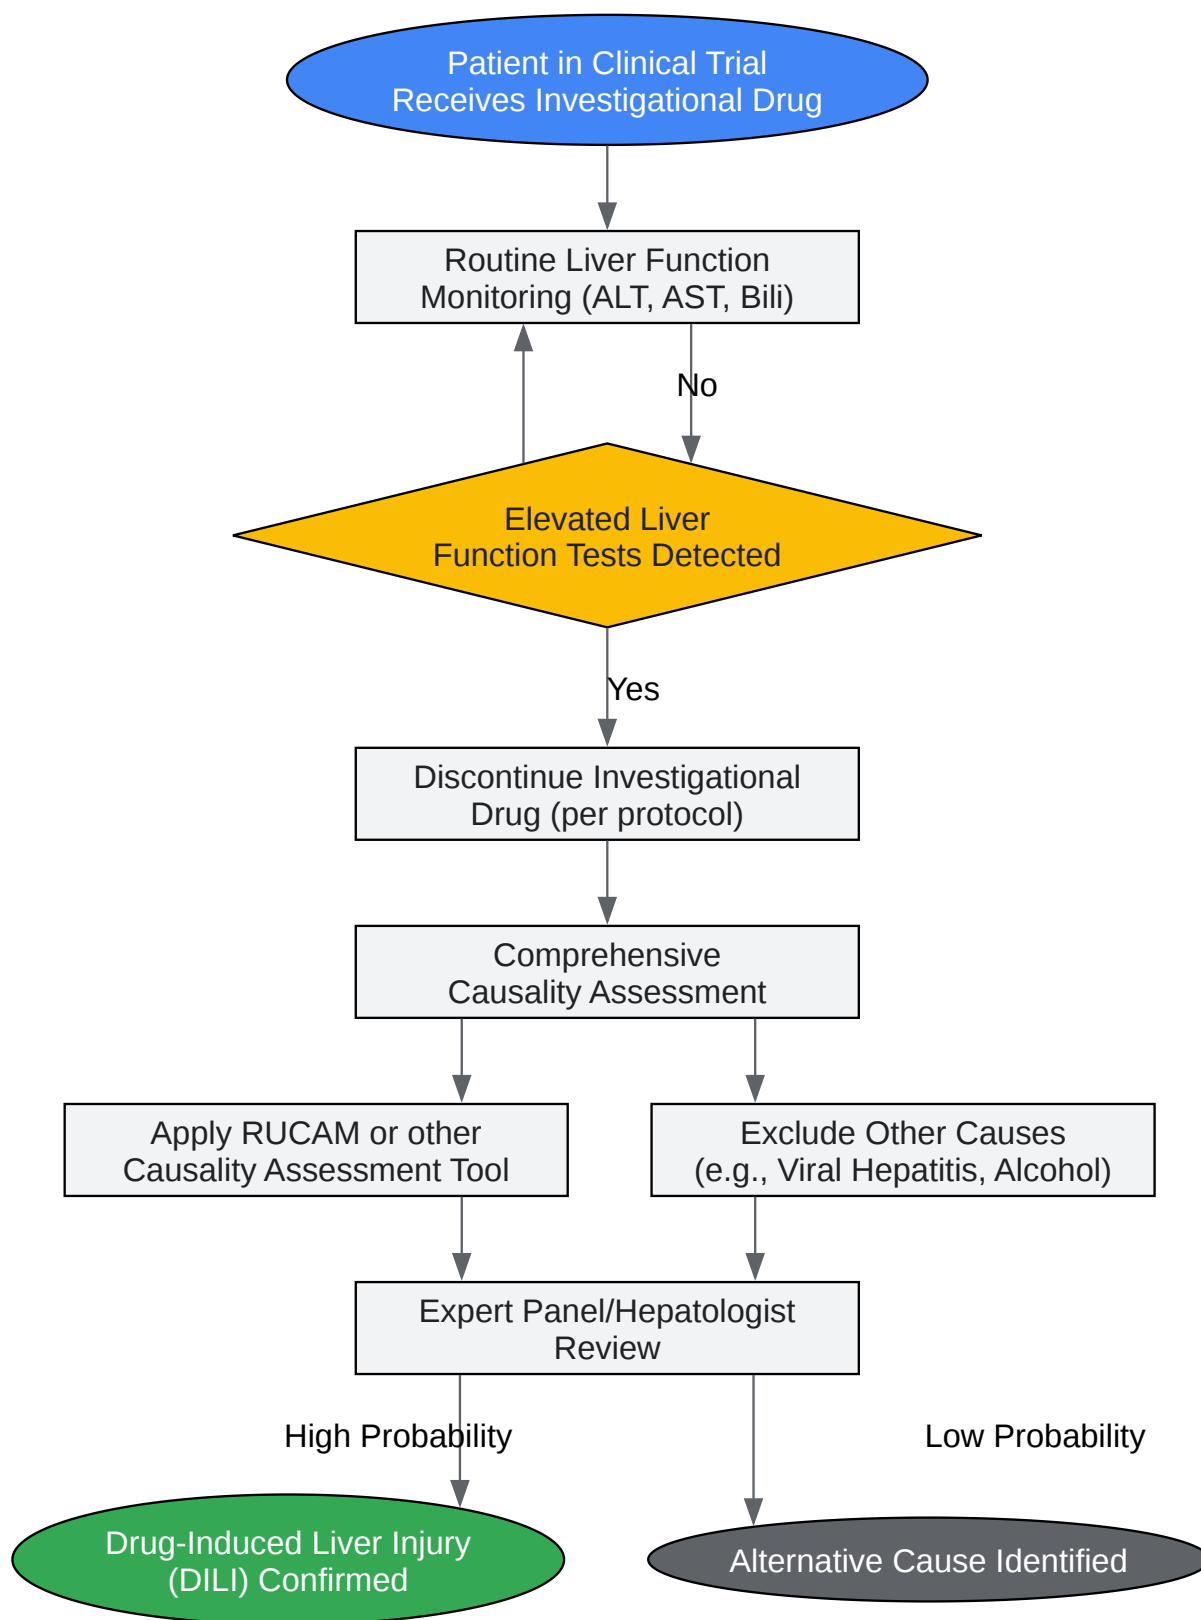 Patient in Clinical Trial
Receives Investigational Drug
Routine Liver Function
Monitoring (ALT, AST, Bili)
No
Elevated Liver
Function Tests Detected
Yes
Discontinue Investigational
Drug (per protocol)
Comprehensive
Causality Assessment
Apply RUCAM or other
Causality Assessment Tool
Exclude Other Causes
(e.g., Viral Hepatitis, Alcohol)
Expert Panel/Hepatologist
Review
High Probability
Low Probability
Drug-Induced Liver Injury
(DILI) Confirmed
Alternative Cause Identified